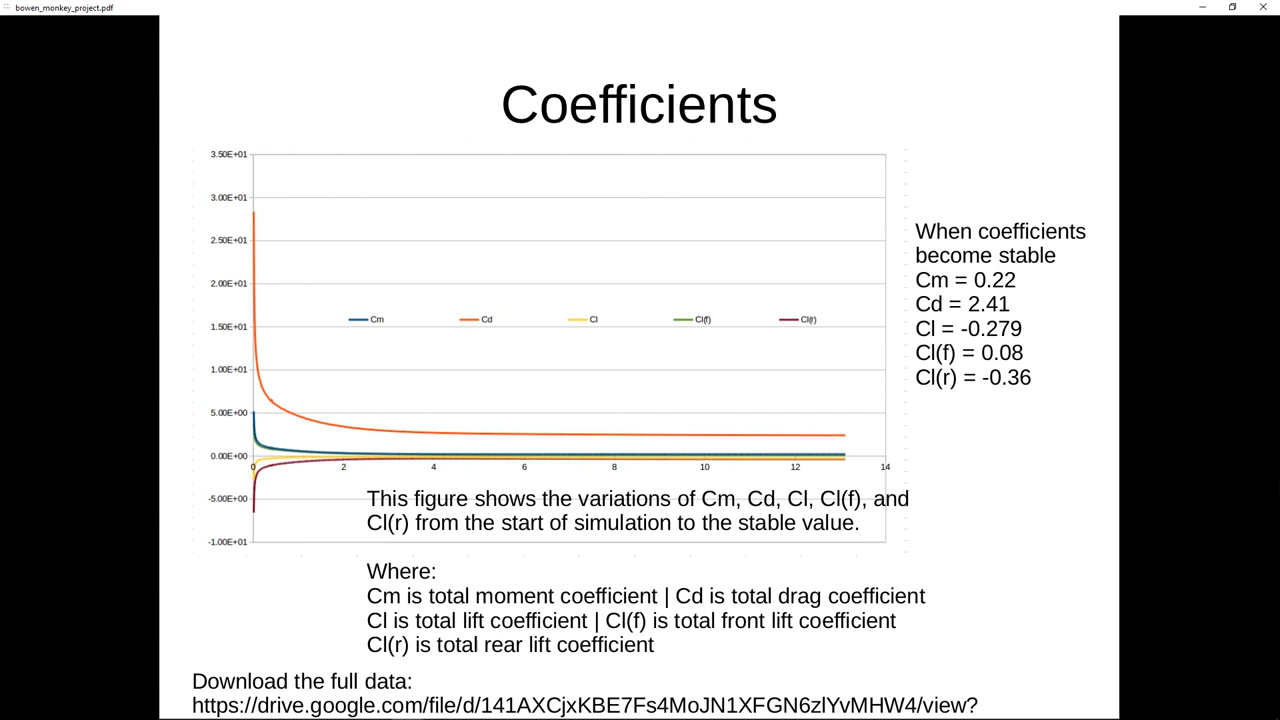 bowen_monkey_project.pdf
Coefficients
3.50E+01
3.00E+01
2.50E+01
2.00E+01
1.50E+01
1.00E+01
5.00E+00
0.00E+00
-5.00E+00
-1.00E+01
0 2 4 6 8 10 12 14
Cm Cd Cl Cl(f) Cl(r)
When coefficients
become stable
Cm = 0.22
Cd = 2.41
Cl = -0.279
Cl(f) = 0.08
Cl(r) = -0.36
This figure shows the variations of Cm, Cd, Cl, Cl(f), and
Cl(r) from the start of simulation to the stable value.
Where:
Cm is total moment coefficient | Cd is total drag coefficient
Cl is total lift coefficient | Cl(f) is total front lift coefficient
Cl(r) is total rear lift coefficient
Download the full data:
https://drive.google.com/file/d/141AXCjxKBE7Fs4MoJN1XFGN6zlYvMHW4/view?